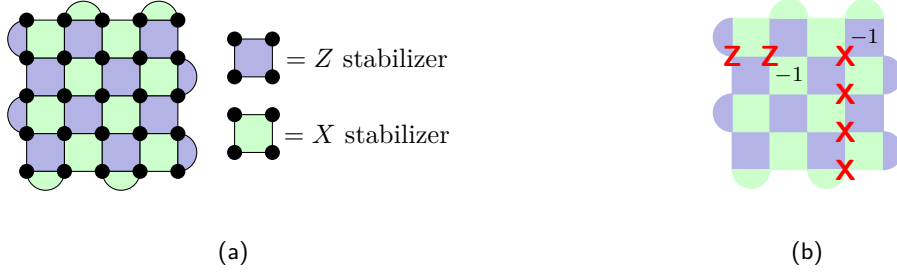 = Z stabilizer
= X stabilizer
(a)
−1
Z Z X
−1
X
X
X
(b)